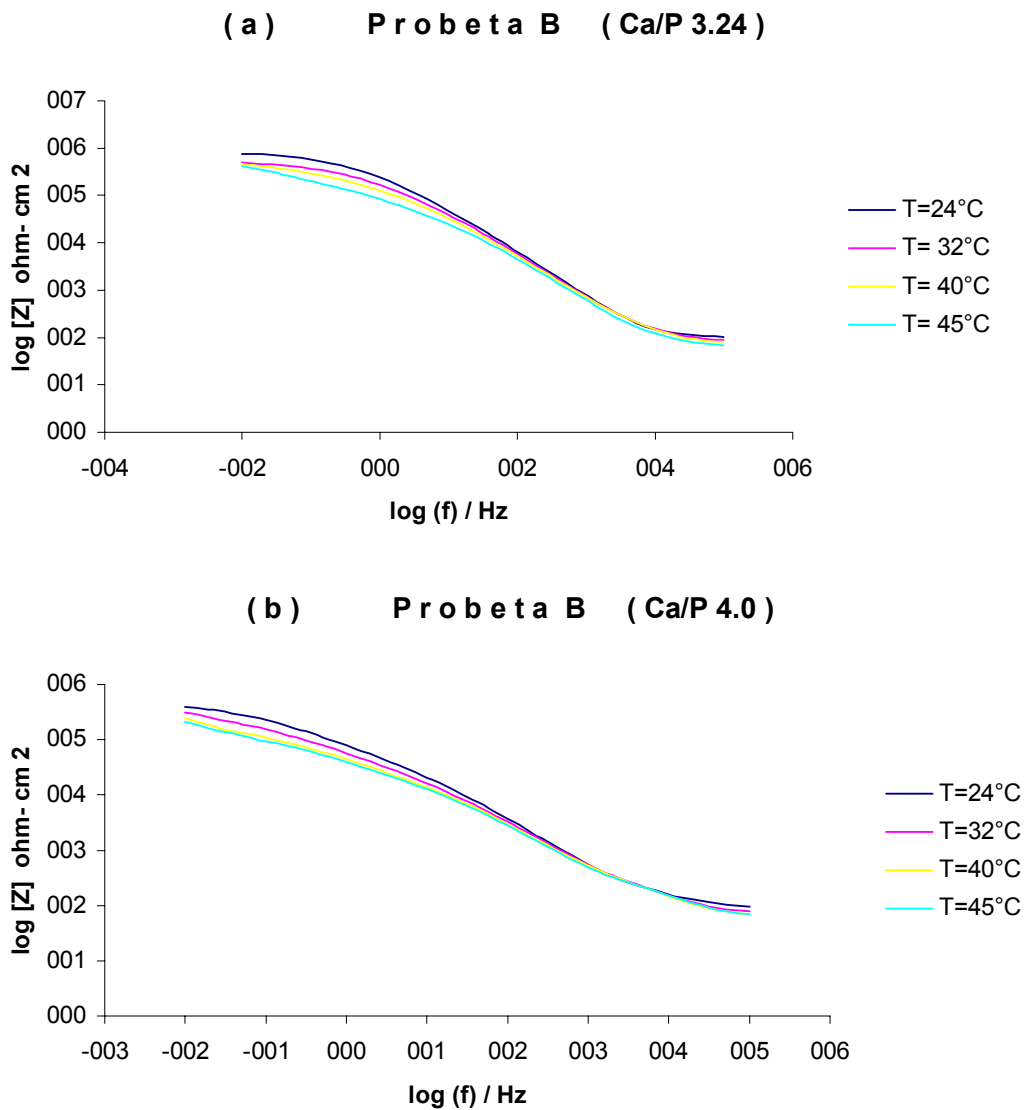 ( a ) P r o b e t a B ( Ca/P 3.24 )
007
006
005
004
003
002
001
000
log [Z] ohm- cm 2
-004 -002 000 002 004 006
log (f) / Hz
T=24°C
T= 32°C
T= 40°C
T= 45°C
( b ) P r o b e t a B ( Ca/P 4.0 )
006
005
004
003
002
001
000
log [Z] ohm- cm 2
-003 -002 -001 000 001 002 003 004 005 006
log (f) / Hz
T=24°C
T=32°C
T=40°C
T=45°C